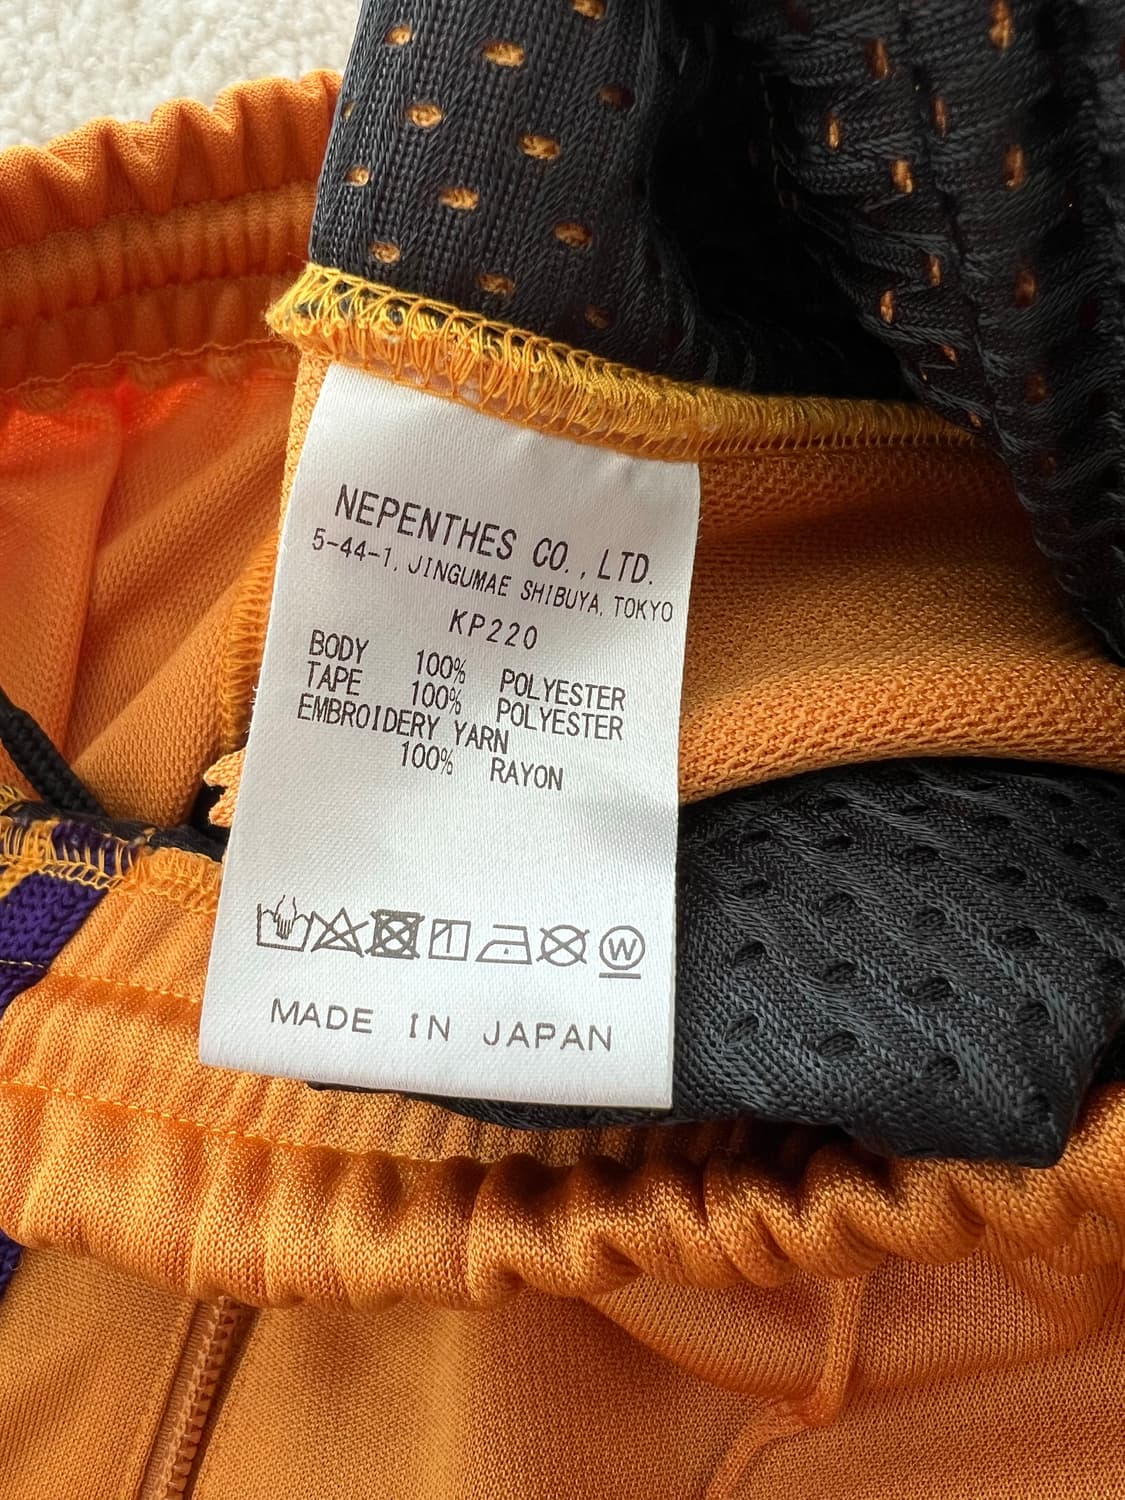 NEPENTHES CO., LTD.
5-44-1, JINGUMAE SHIBUYA, TOKYO
KP220
BODY 100% POLYESTER
TAPE 100% POLYESTER
EMBROIDERY YARN
100% RAYON
W
MADE IN JAPAN